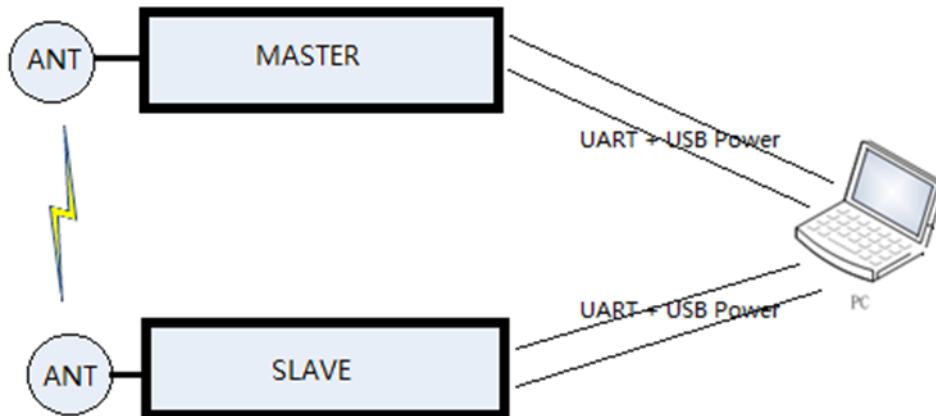 ANT
MASTER
UART + USB Power
PC
UART + USB Power
ANT
SLAVE